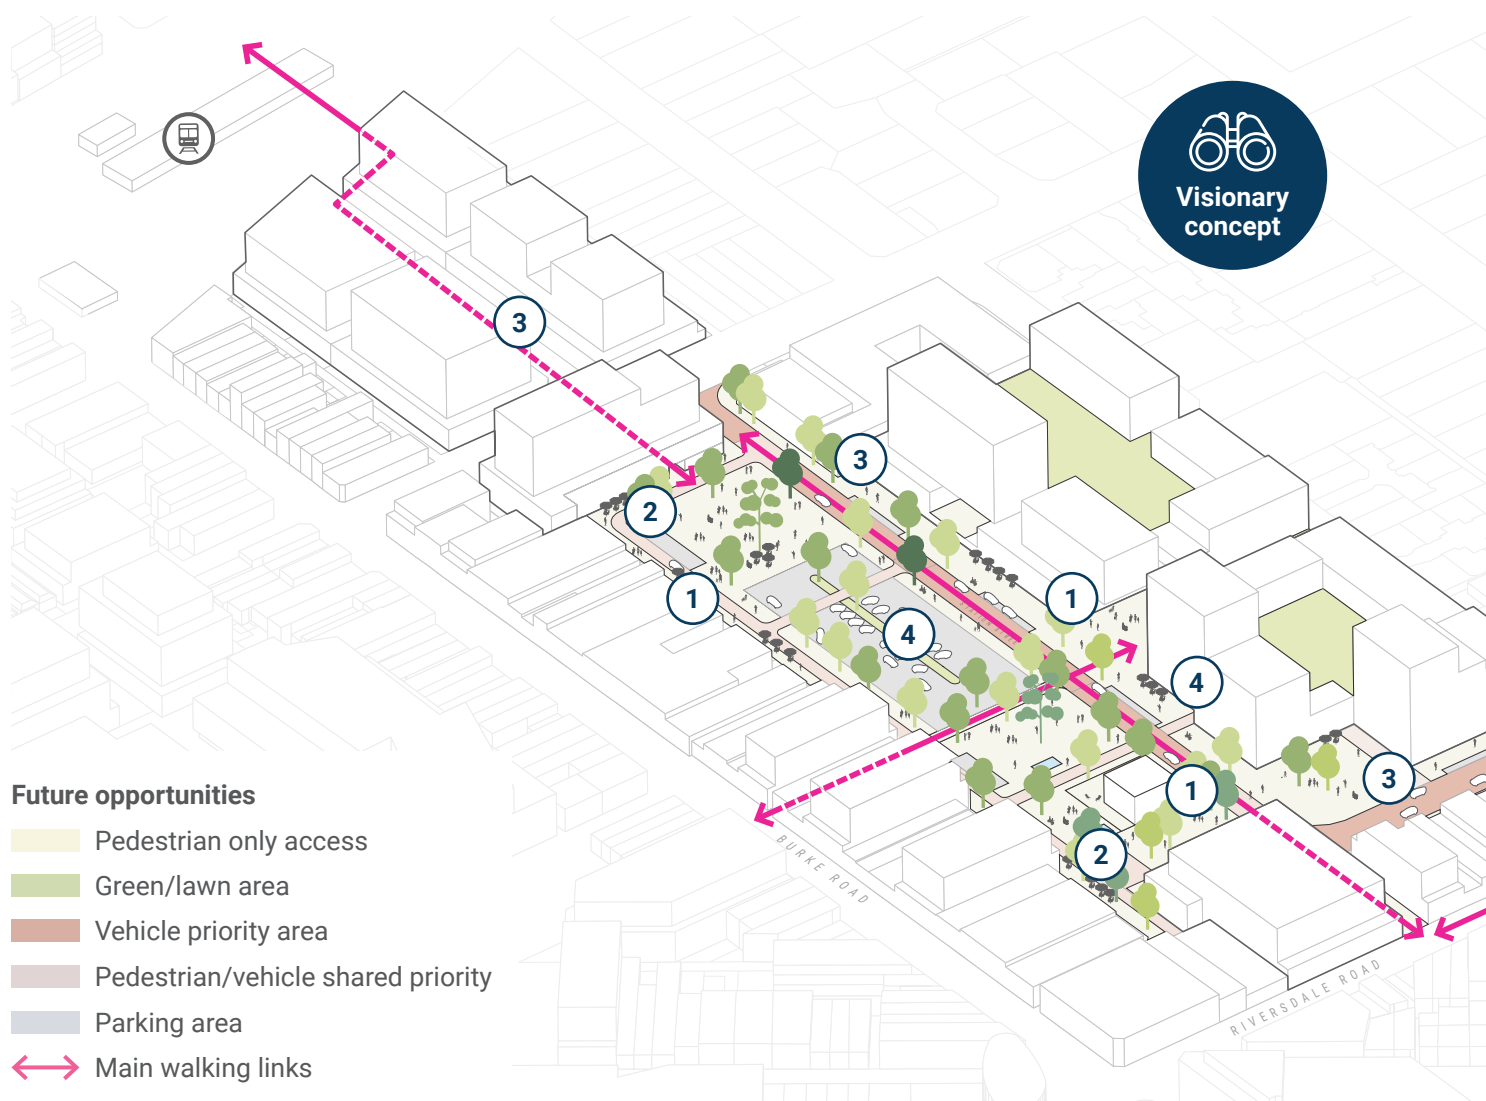 Visionary
concept
3
3
2
1
1
4
4
3
1
2
BURKE ROAD
RIVERSDALE ROAD
Future opportunities
Pedestrian only access
Green/lawn area
Vehicle priority area
Pedestrian/vehicle shared priority
Parking area
Main walking links